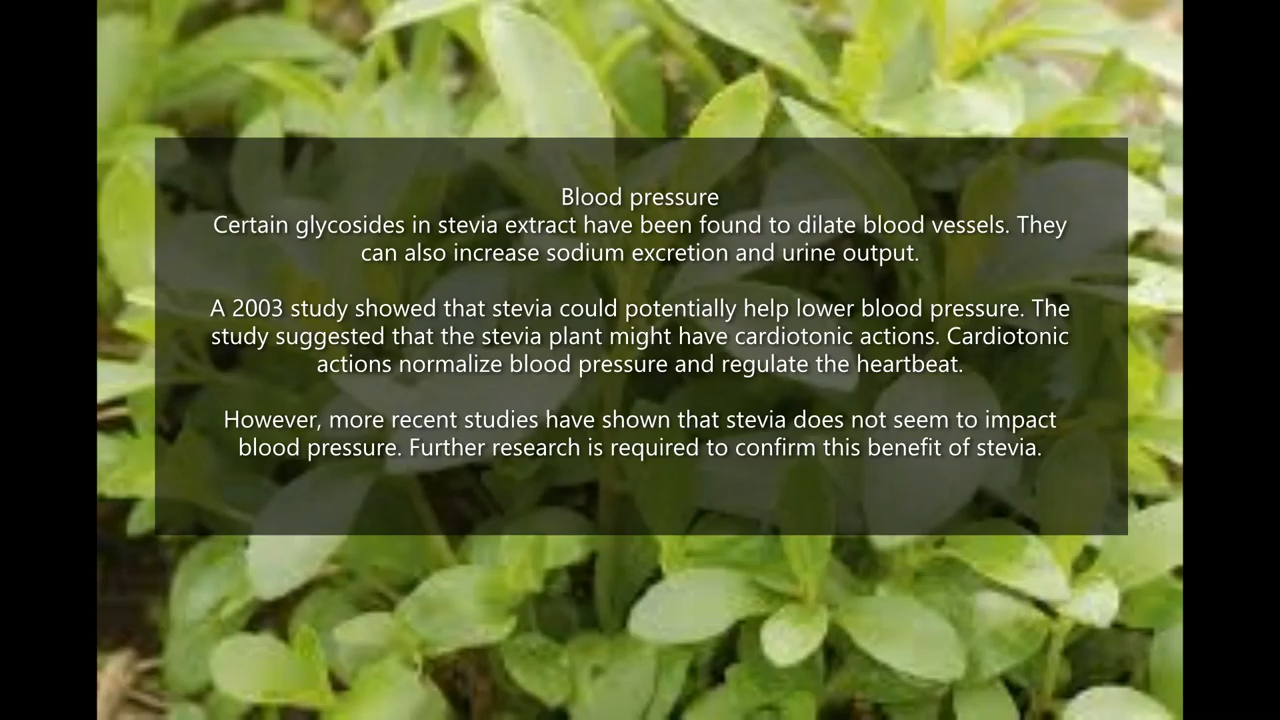 Blood pressure
Certain glycosides in stevia extract have been found to dilate blood vessels. They
can also increase sodium excretion and urine output.
A 2003 study showed that stevia could potentially help lower blood pressure. The
study suggested that the stevia plant might have cardiotonic actions. Cardiotonic
actions normalize blood pressure and regulate the heartbeat.
However, more recent studies have shown that stevia does not seem to impact
blood pressure. Further research is required to confirm this benefit of stevia.